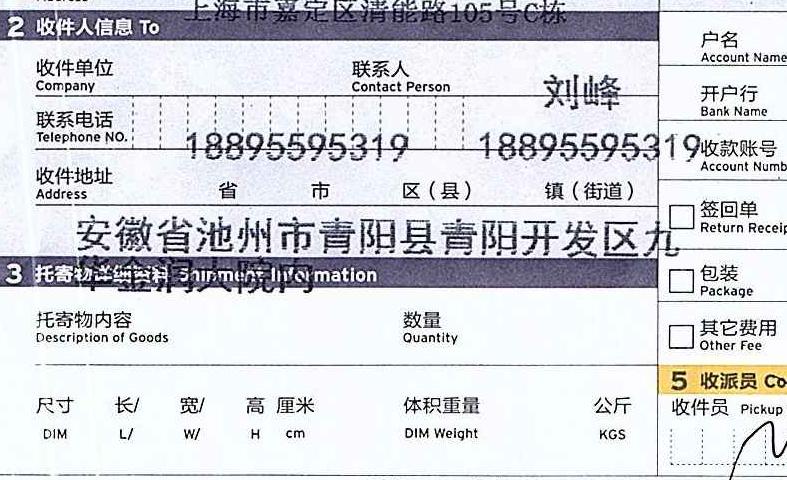 上海市嘉定区清能路105号C栋
2 收件人信息 To
收件单位 联系人
Company Contact Person
刘峰
联系电话
Telephone NO.
18895595319 18895595319
收件地址 省 市 区(县) 镇(街道)
Address
安徽省池州市青阳县青阳开发区九
华金润大院内
3 托寄物详细资料 Shipment Information
托寄物内容 数量
Description of Goods Quantity
尺寸 长/ 宽/ 高 厘米 体积重量 公斤
DIM L/ W/ H cm DIM Weight KGS
户名
Account Name
开户行
Bank Name
收款账号
Account Numb
签回单
Return Receip
包装
Package
其它费用
Other Fee
5 收派员 Co
收件员 Pickup